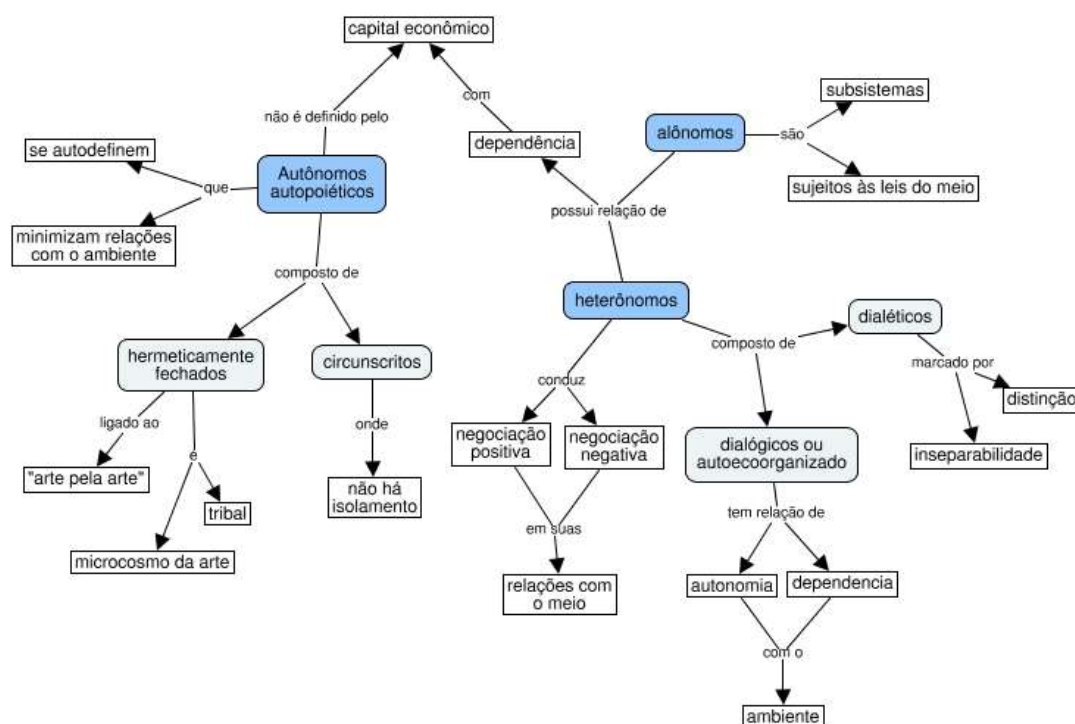 capital econômico
não é definido pelo
com
dependência
alônomos
são
subsistemas
sujeitos às leis do meio
possui relação de
se autodefinem
que
Autônomos
autopoiéticos
minimizam relações
com o ambiente
composto de
hermeticamente
fechados
circunscritos
ligado ao
"arte pela arte"
é
tribal
microcosmo da arte
onde
não há
isolamento
heterônomos
conduz
negociação
positiva
negociação
negativa
em suas
relações com
o meio
composto de
dialéticos
marcado por
distinção
inseparabilidade
dialógicos ou
autoecoorganizado
tem relação de
autonomia
dependencia
com o
ambiente